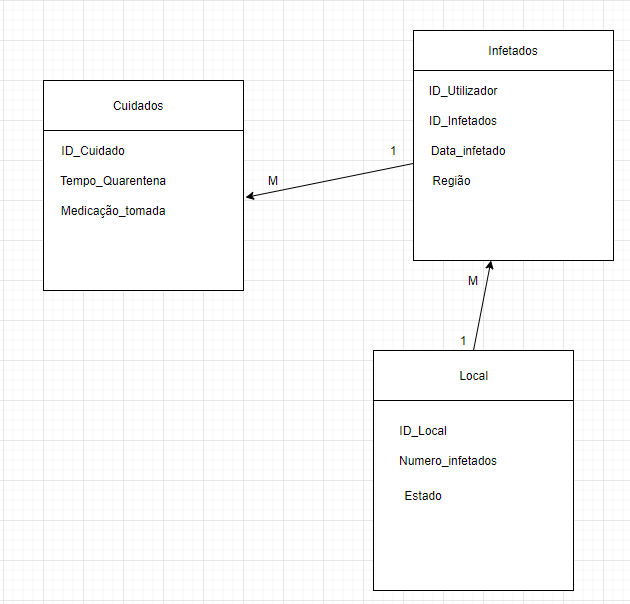 Infetados
ID_Utilizador
ID_Infetados
Data_infetado
Região
Cuidados
ID_Cuidado
Tempo_Quarentena
Medicação_tomada
1
M
M
1
Local
ID_Local
Numero_infetados
Estado